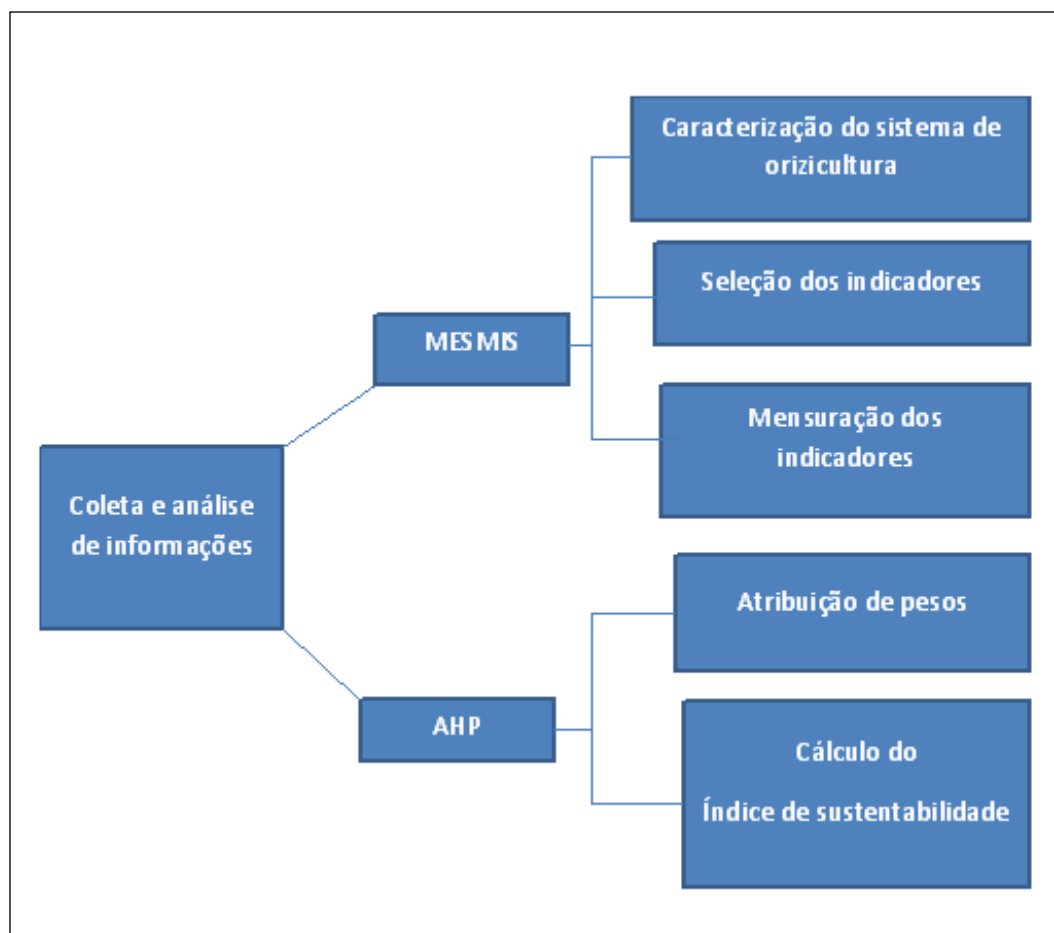 Coleta e análise
de informações
MESMIS
Caracterização do sistema de
orizicultura
Seleção dos indicadores
Mensuração dos
indicadores
AHP
Atribuição de pesos
Cálculo do
Índice de sustentabilidade